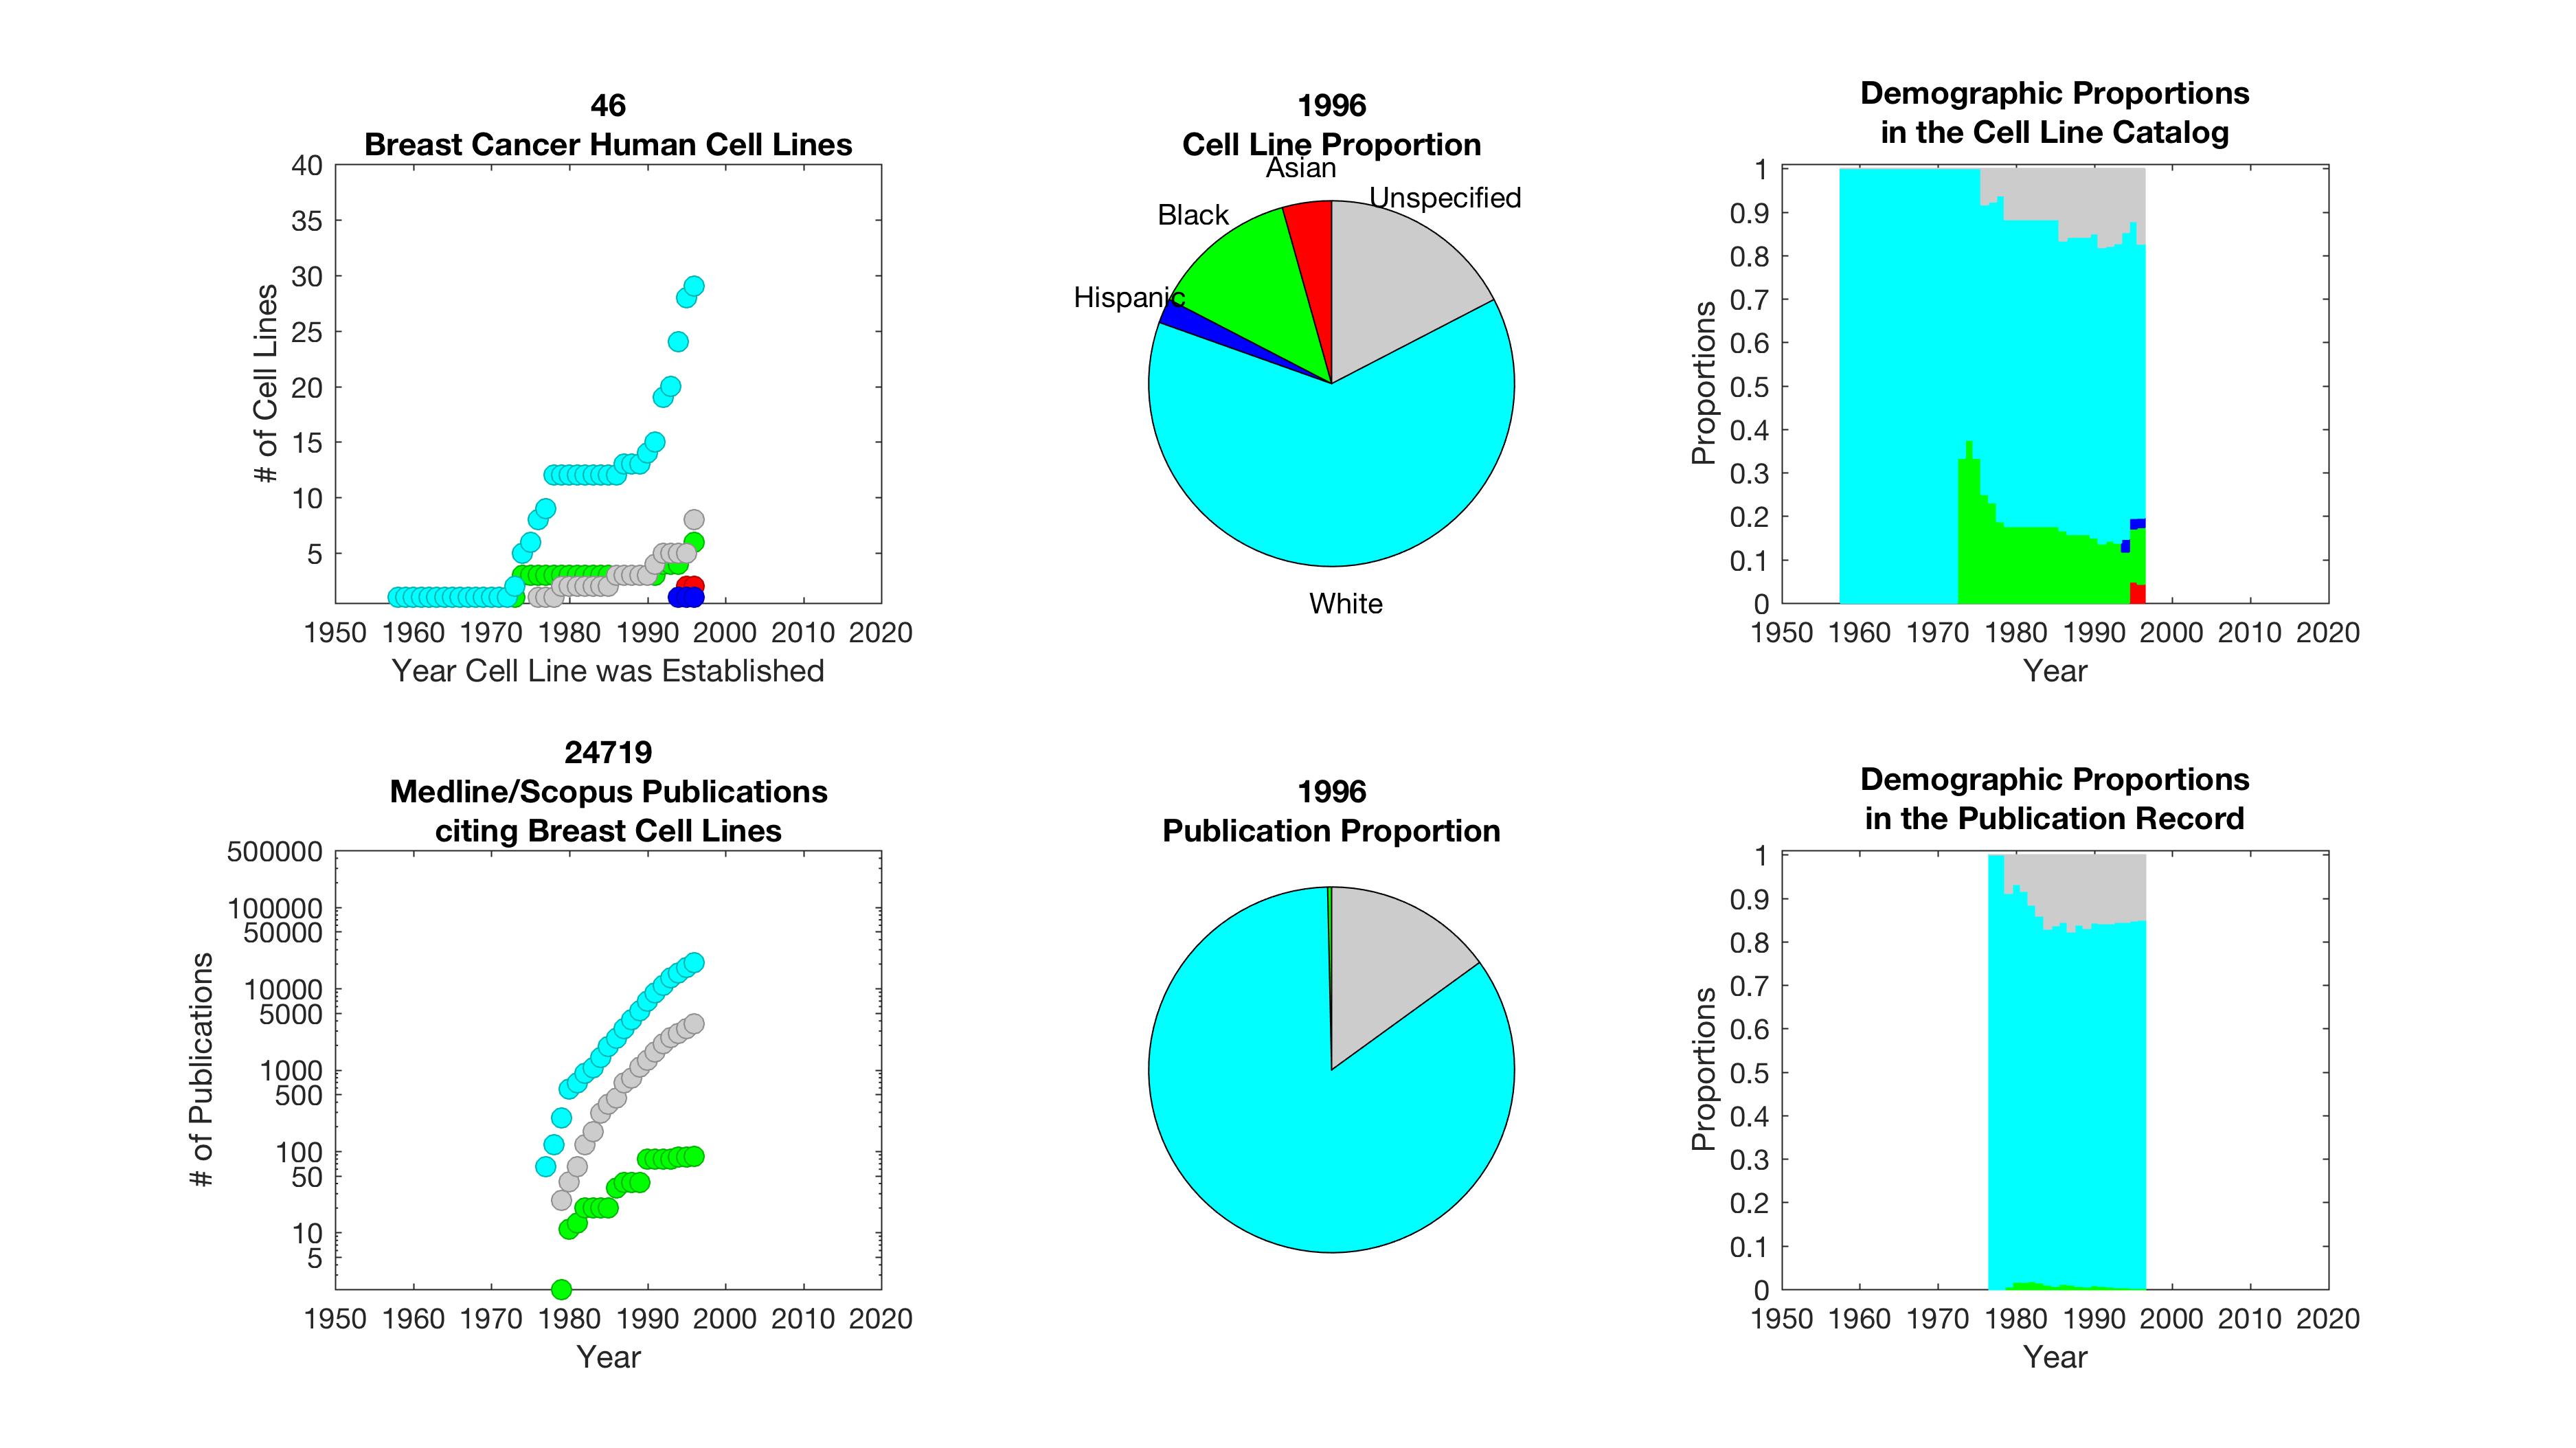 46
Breast Cancer Human Cell Lines
40
35
30
25
20
15
10
5
# of Cell Lines
1950 1960 1970 1980 1990 2000 2010 2020
Year Cell Line was Established
1996
Cell Line Proportion
Asian
Unspecified
Black
Hispanic
White
Demographic Proportions
in the Cell Line Catalog
1
0.9
0.8
0.7
0.6
0.5
0.4
0.3
0.2
0.1
0
Proportions
1950 1960 1970 1980 1990 2000 2010 2020
Year
24719
Medline/Scopus Publications
citing Breast Cell Lines
500000
100000
50000
10000
5000
1000
500
100
50
10
5
# of Publications
1950 1960 1970 1980 1990 2000 2010 2020
Year
1996
Publication Proportion
Demographic Proportions
in the Publication Record
1
0.9
0.8
0.7
0.6
0.5
0.4
0.3
0.2
0.1
0
Proportions
1950 1960 1970 1980 1990 2000 2010 2020
Year